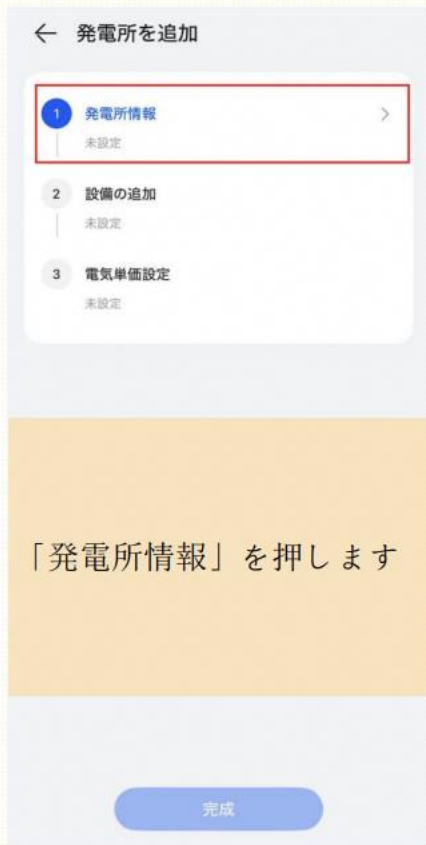 ← 発電所を追加
1 発電所情報 >
未設定
2 設備の追加
未設定
3 電気単価設定
未設定
「発電所情報」を押します
完成